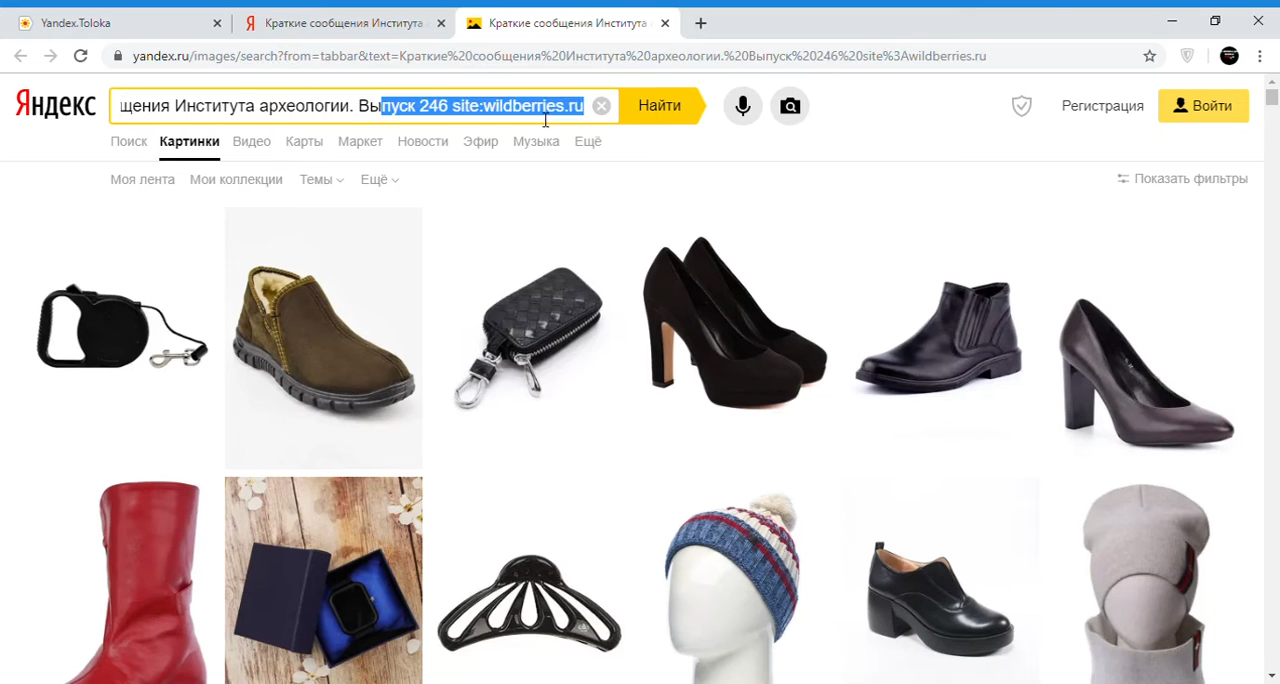 Yandex.Toloka
Краткие сообщения Института
Краткие сообщения Института
yandex.ru/images/search?from=tabbar&text=Краткие%20сообщения%20Института%20археологии.%20Выпуск%20246%20site%3Awildberries.ru
Яндекс
щения Института археологии. Выпуск 246 site:wildberries.ru
Найти
Регистрация
Войти
Поиск Картинки Видео Карты Маркет Новости Эфир Музыка Ещё
Моя лента Мои коллекции Темы Ещё
Показать фильтры